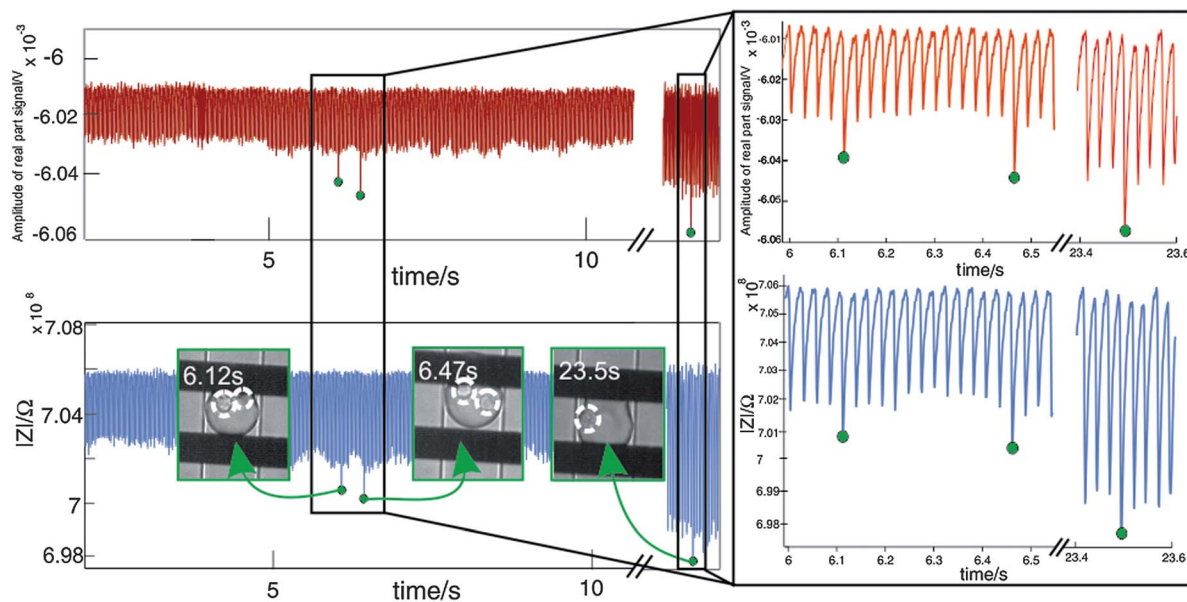 Amplitude of real part signal/V
x 10⁻³
-6
-6.02
-6.04
-6.06
5
10
time/s
|Z|/Ω
x 10⁸
7.08
7.04
7
6.98
6.12s
6.47s
23.5s
5
10
time/s
Amplitude of real part signal/V
x 10⁻³
-6.01
-6.02
-6.03
-6.04
-6.05
-6.06
6
6.1
6.2
6.3
6.4
6.5
23.4
23.6
time/s
|Z|/Ω
x 10⁸
7.06
7.05
7.04
7.03
7.02
7.01
7
6.99
6.98
6
6.1
6.2
6.3
6.4
6.5
23.4
23.6
time/s